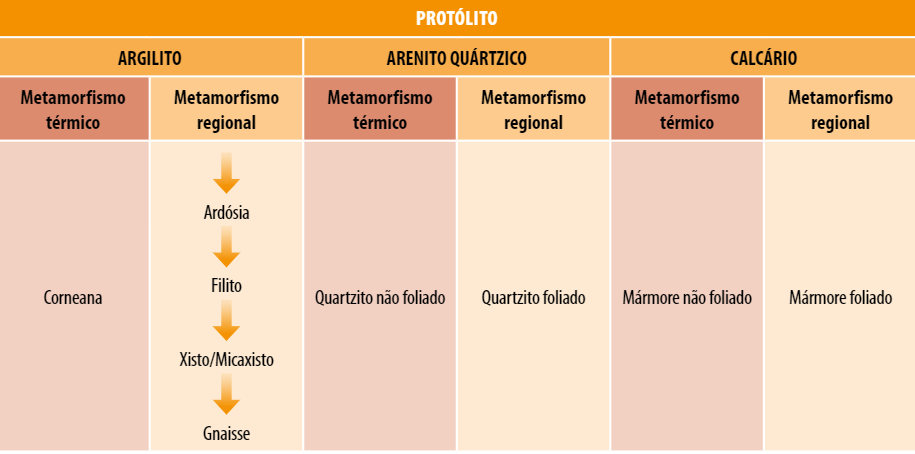 PROTÓLITO
ARGILITO
ARENITO QUÁRTZICO
CALCÁRIO
Metamorfismo
térmico
Metamorfismo
regional
Metamorfismo
térmico
Metamorfismo
regional
Metamorfismo
térmico
Metamorfismo
regional
Corneana
Ardósia
Filito
Xisto/Micaxisto
Gnaisse
Quartzito não foliado
Quartzito foliado
Mármore não foliado
Mármore foliado